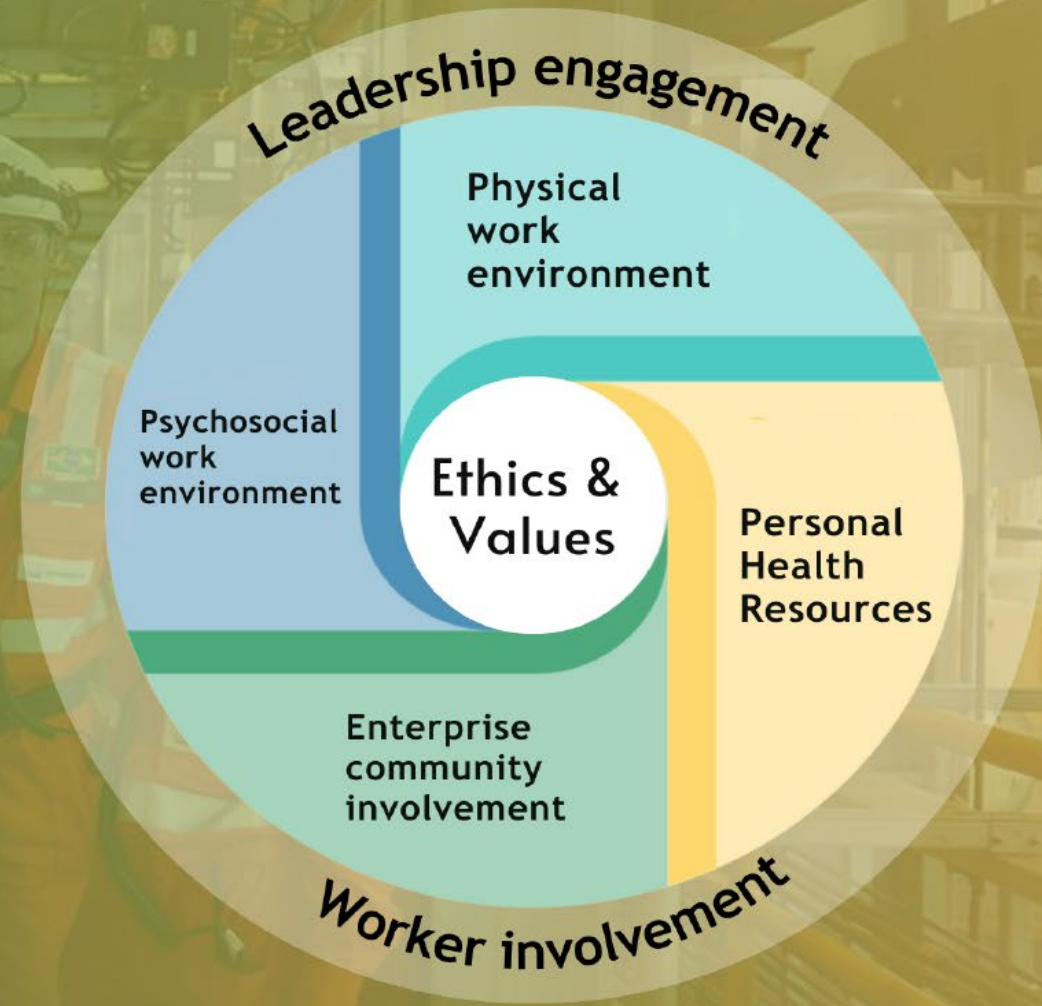 Leadership engagement
Physical
work
environment
Psychosocial
work
environment
Ethics &
Values
Personal
Health
Resources
Enterprise
community
involvement
Worker involvement